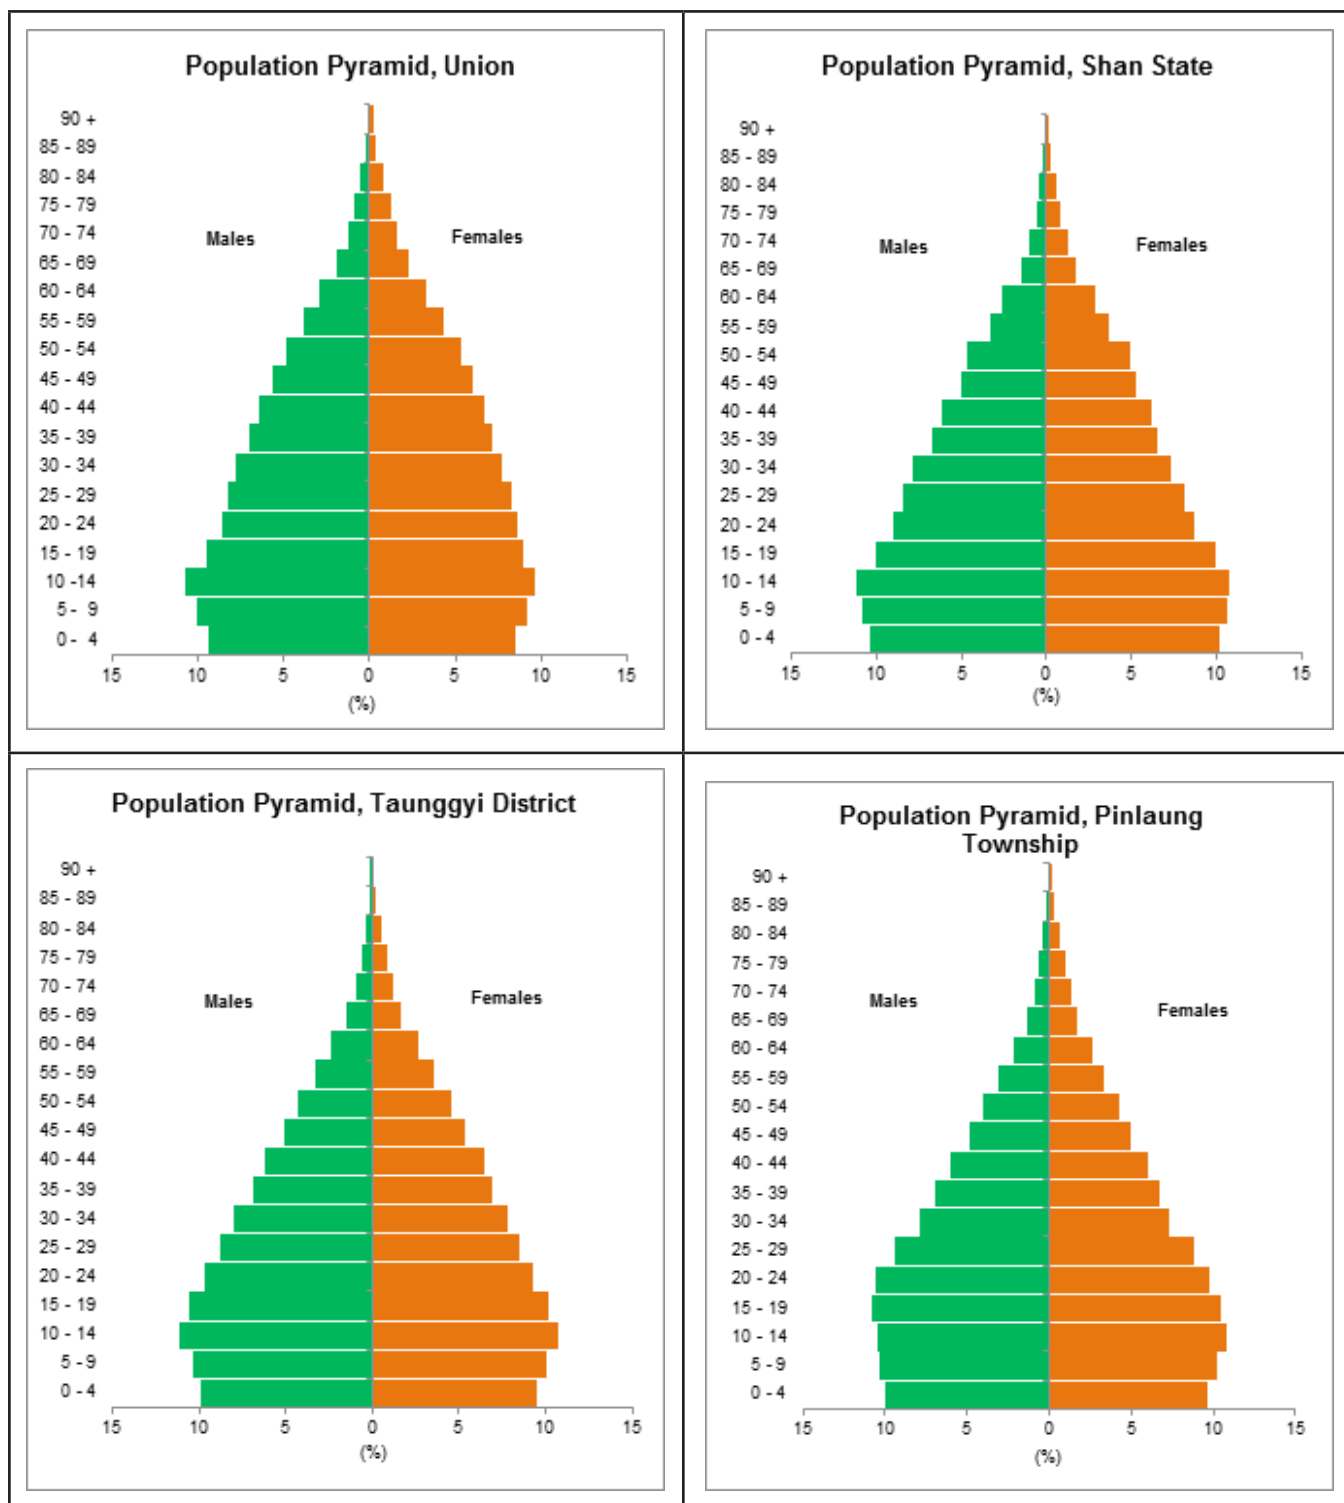 Population Pyramid, Union
90 +
85 - 89
80 - 84
75 - 79
70 - 74
65 - 69
60 - 64
55 - 59
50 - 54
45 - 49
40 - 44
35 - 39
30 - 34
25 - 29
20 - 24
15 - 19
10 -14
5 - 9
0 - 4
Males
Females
15 10 5 0 5 10 15
(%)
Population Pyramid, Shan State
90 +
85 - 89
80 - 84
75 - 79
70 - 74
65 - 69
60 - 64
55 - 59
50 - 54
45 - 49
40 - 44
35 - 39
30 - 34
25 - 29
20 - 24
15 - 19
10 - 14
5 - 9
0 - 4
Males
Females
15 10 5 0 5 10 15
(%)
Population Pyramid, Taunggyi District
90 +
85 - 89
80 - 84
75 - 79
70 - 74
65 - 69
60 - 64
55 - 59
50 - 54
45 - 49
40 - 44
35 - 39
30 - 34
25 - 29
20 - 24
15 - 19
10 - 14
5 - 9
0 - 4
Males
Females
15 10 5 0 5 10 15
(%)
Population Pyramid, Pinlaung
Township
90 +
85 - 89
80 - 84
75 - 79
70 - 74
65 - 69
60 - 64
55 - 59
50 - 54
45 - 49
40 - 44
35 - 39
30 - 34
25 - 29
20 - 24
15 - 19
10 - 14
5 - 9
0 - 4
Males
Females
15 10 5 0 5 10 15
(%)